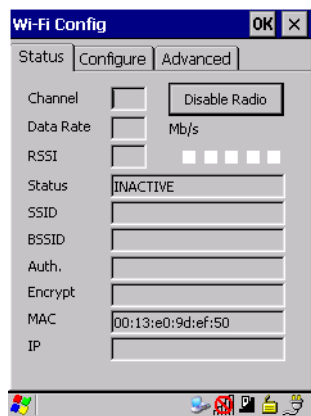 Wi-Fi Config OK ×
Status Configure Advanced
Channel Disable Radio
Data Rate Mb/s
RSSI
Status INACTIVE
SSID
BSSID
Auth.
Encrypt
MAC 00:13:e0:9d:ef:50
IP